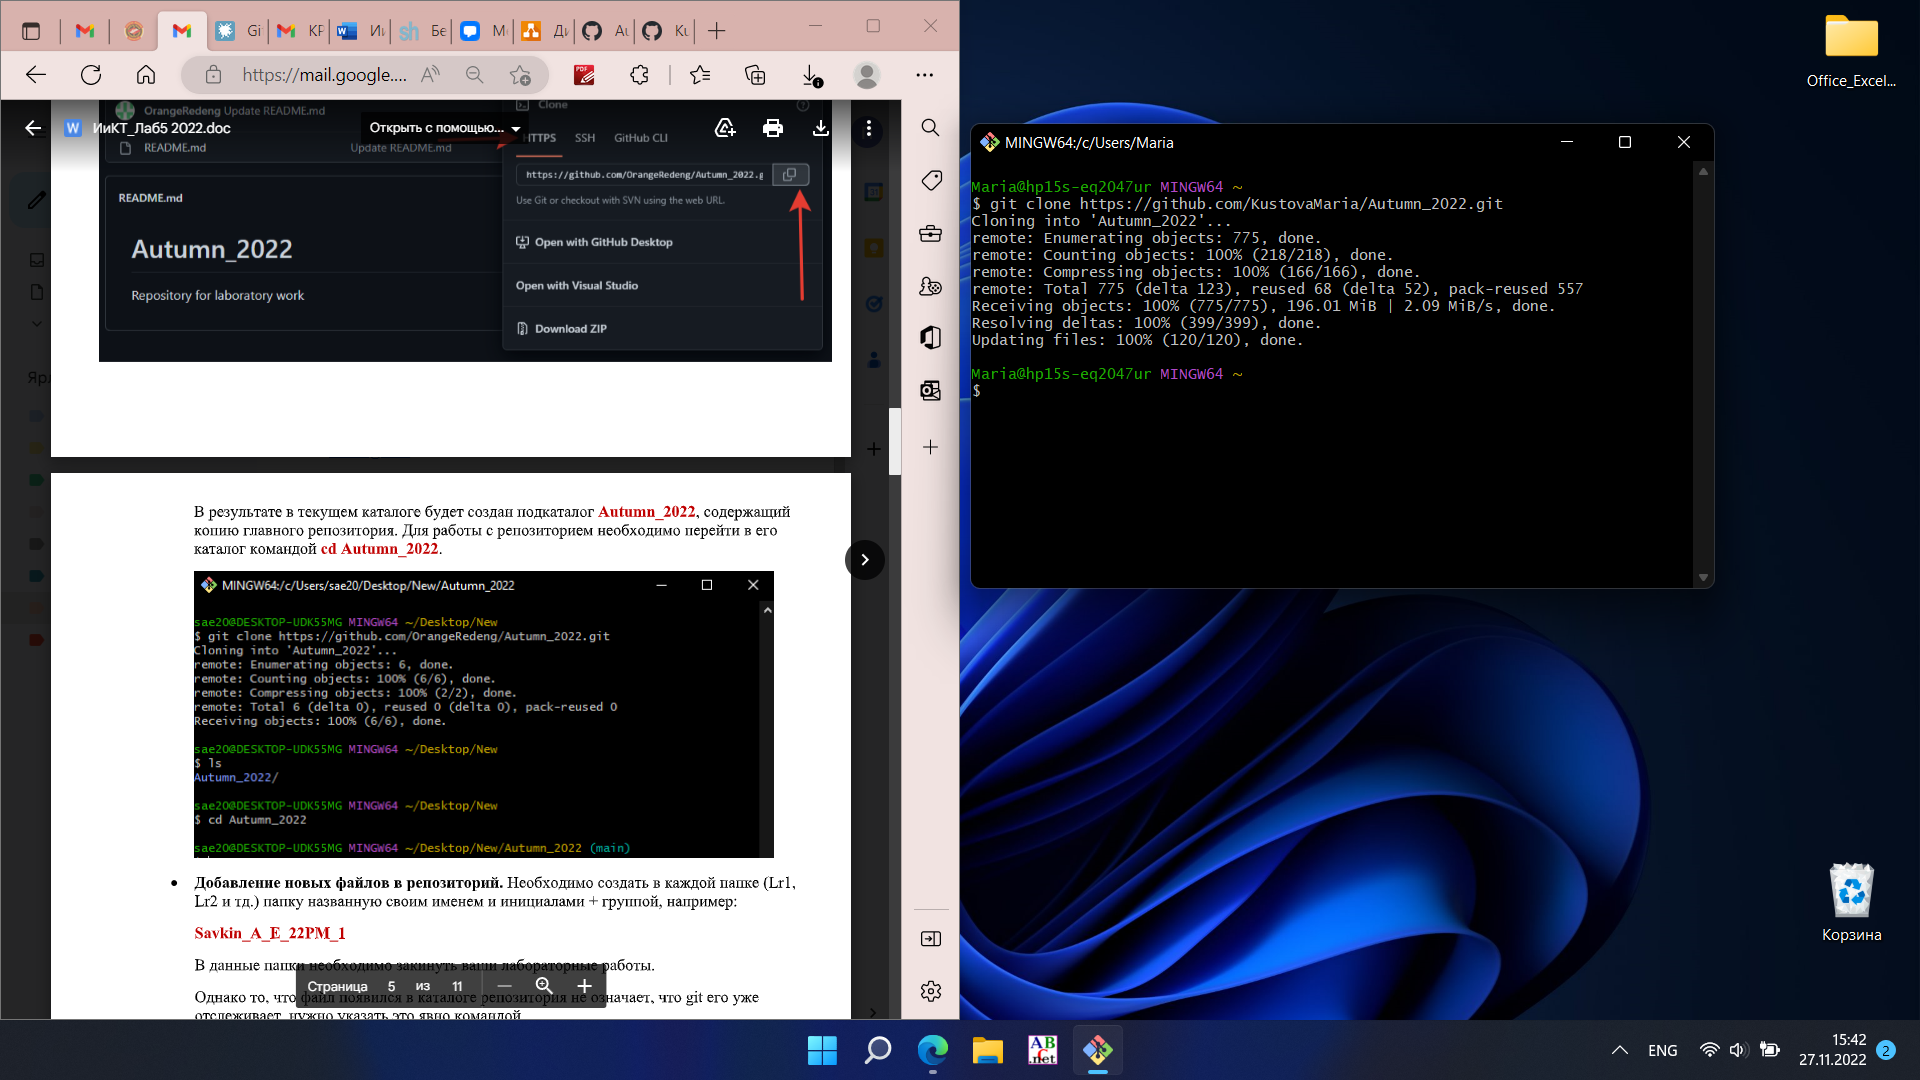 Gi
КР
Ии
Бе
М
Ди
Au
Ku
https://mail.google....
OrangeRedeng Update README.md
README.md
Update README.md
ИиКТ_Лаб5 2022.doc
Открыть с помощью...
Clone
HTTPS SSH GitHub CLI
https://github.com/OrangeRedeng/Autumn_2022.g
Use Git or checkout with SVN using the web URL.
Open with GitHub Desktop
Open with Visual Studio
Download ZIP
README.md
Autumn_2022
Repository for laboratory work
Яр
В результате в текущем каталоге будет создан подкаталог Autumn_2022, содержащий
копию главного репозитория. Для работы с репозиторием необходимо перейти в его
каталог командой cd Autumn_2022.
MINGW64:/c/Users/sae20/Desktop/New/Autumn_2022
sae20@DESKTOP-UDK55MG MINGW64 ~/Desktop/New
$ git clone https://github.com/OrangeRedeng/Autumn_2022.git
Cloning into 'Autumn_2022'...
remote: Enumerating objects: 6, done.
remote: Counting objects: 100% (6/6), done.
remote: Compressing objects: 100% (2/2), done.
remote: Total 6 (delta 0), reused 0 (delta 0), pack-reused 0
Receiving objects: 100% (6/6), done.
sae20@DESKTOP-UDK55MG MINGW64 ~/Desktop/New
$ ls
Autumn_2022/
sae20@DESKTOP-UDK55MG MINGW64 ~/Desktop/New
$ cd Autumn_2022
sae20@DESKTOP-UDK55MG MINGW64 ~/Desktop/New/Autumn_2022 (main)
• Добавление новых файлов в репозиторий. Необходимо создать в каждой папке (Lr1,
Lr2 и тд.) папку названную своим именем и инициалами + группой, например:
Savkin_A_E_22PM_1
В данные папки необходимо закинуть ваши лабораторные работы.
Страница 5 из 11
Однако то, что файл появился в каталоге репозитория не означает, что git его уже
отслеживает, нужно указать это явно командой
MINGW64:/c/Users/Maria
Maria@hp15s-eq2047ur MINGW64 ~
$ git clone https://github.com/KustovaMaria/Autumn_2022.git
Cloning into 'Autumn_2022'...
remote: Enumerating objects: 775, done.
remote: Counting objects: 100% (218/218), done.
remote: Compressing objects: 100% (166/166), done.
remote: Total 775 (delta 123), reused 68 (delta 52), pack-reused 557
Receiving objects: 100% (775/775), 196.01 MiB | 2.09 MiB/s, done.
Resolving deltas: 100% (399/399), done.
Updating files: 100% (120/120), done.
Maria@hp15s-eq2047ur MINGW64 ~
$
Office_Excel...
Корзина
ENG
15:42
27.11.2022
2